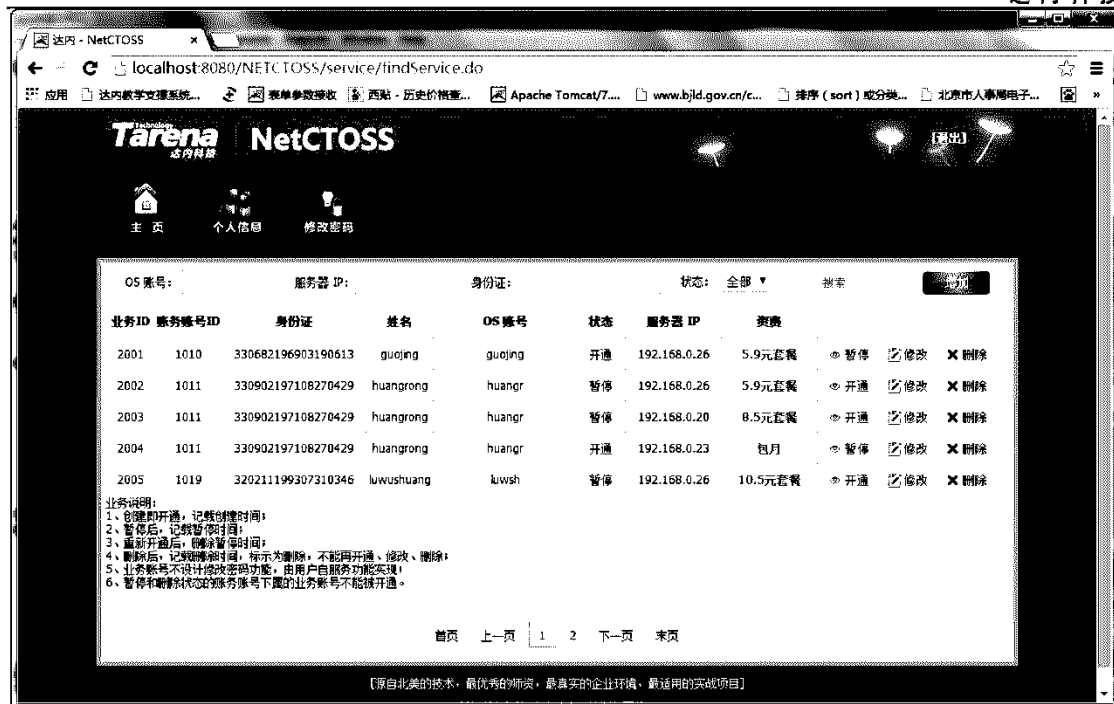 达内 - NetCTOSS ×
localhost:8080/NETCTOSS/service/findService.do
应用 达内教学支撑系统... 表单参数接收 西贴 - 历史价格查... Apache Tomcat/7.... www.bjld.gov.cn/c... 排序 ( sort ) 或分类... 北京市人事局电子... »
Technology
Tarena NetCTOSS
达内科技
[退出]
主 页 个人信息 修改密码
OS 账号: 服务器 IP: 身份证: 状态: 全部 ▼ 搜索 增加
业务ID 账务账号ID 身份证 姓名 OS 账号 状态 服务器 IP 资费
2001 1010 330682196903190613 guojing guojing 开通 192.168.0.26 5.9元套餐 暂停 修改 删除
2002 1011 330902197108270429 huangrong huangr 暂停 192.168.0.26 5.9元套餐 开通 修改 删除
2003 1011 330902197108270429 huangrong huangr 暂停 192.168.0.20 8.5元套餐 开通 修改 删除
2004 1011 330902197108270429 huangrong huangr 开通 192.168.0.23 包月 暂停 修改 删除
2005 1019 320211199307310346 luwushuang luwsh 暂停 192.168.0.26 10.5元套餐 开通 修改 删除
业务说明:
1、创建即开通，记载创建时间;
2、暂停后，记载暂停时间;
3、重新开通后，删除暂停时间;
4、删除后，记载删除时间，标示为删除，不能再开通、修改、删除;
5、业务账号不设计修改密码功能，由用户自服务功能实现;
6、暂停和删除状态的账务账号下属的业务账号不能被开通。
首页 上一页 1 2 下一页 末页
[源自北美的技术，最优秀的师资，最真实的企业环境，最适用的实战项目]